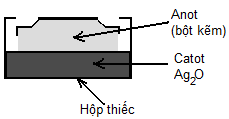 Anot
(bột kẽm)
Catot
Ag2O
Hộp thiếc